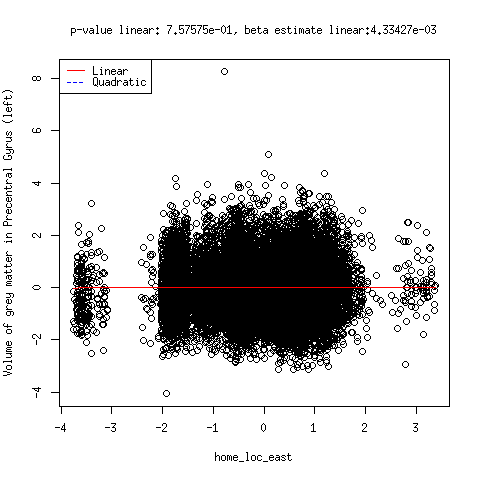 p-value linear: 7.57575e-01, beta estimate linear:4.33427e-03
Linear
Quadratic
Volume of grey matter in Precentral Gyrus (left)
8
6
4
2
0
-2
-4
-4 -3 -2 -1 0 1 2 3
home_loc_east